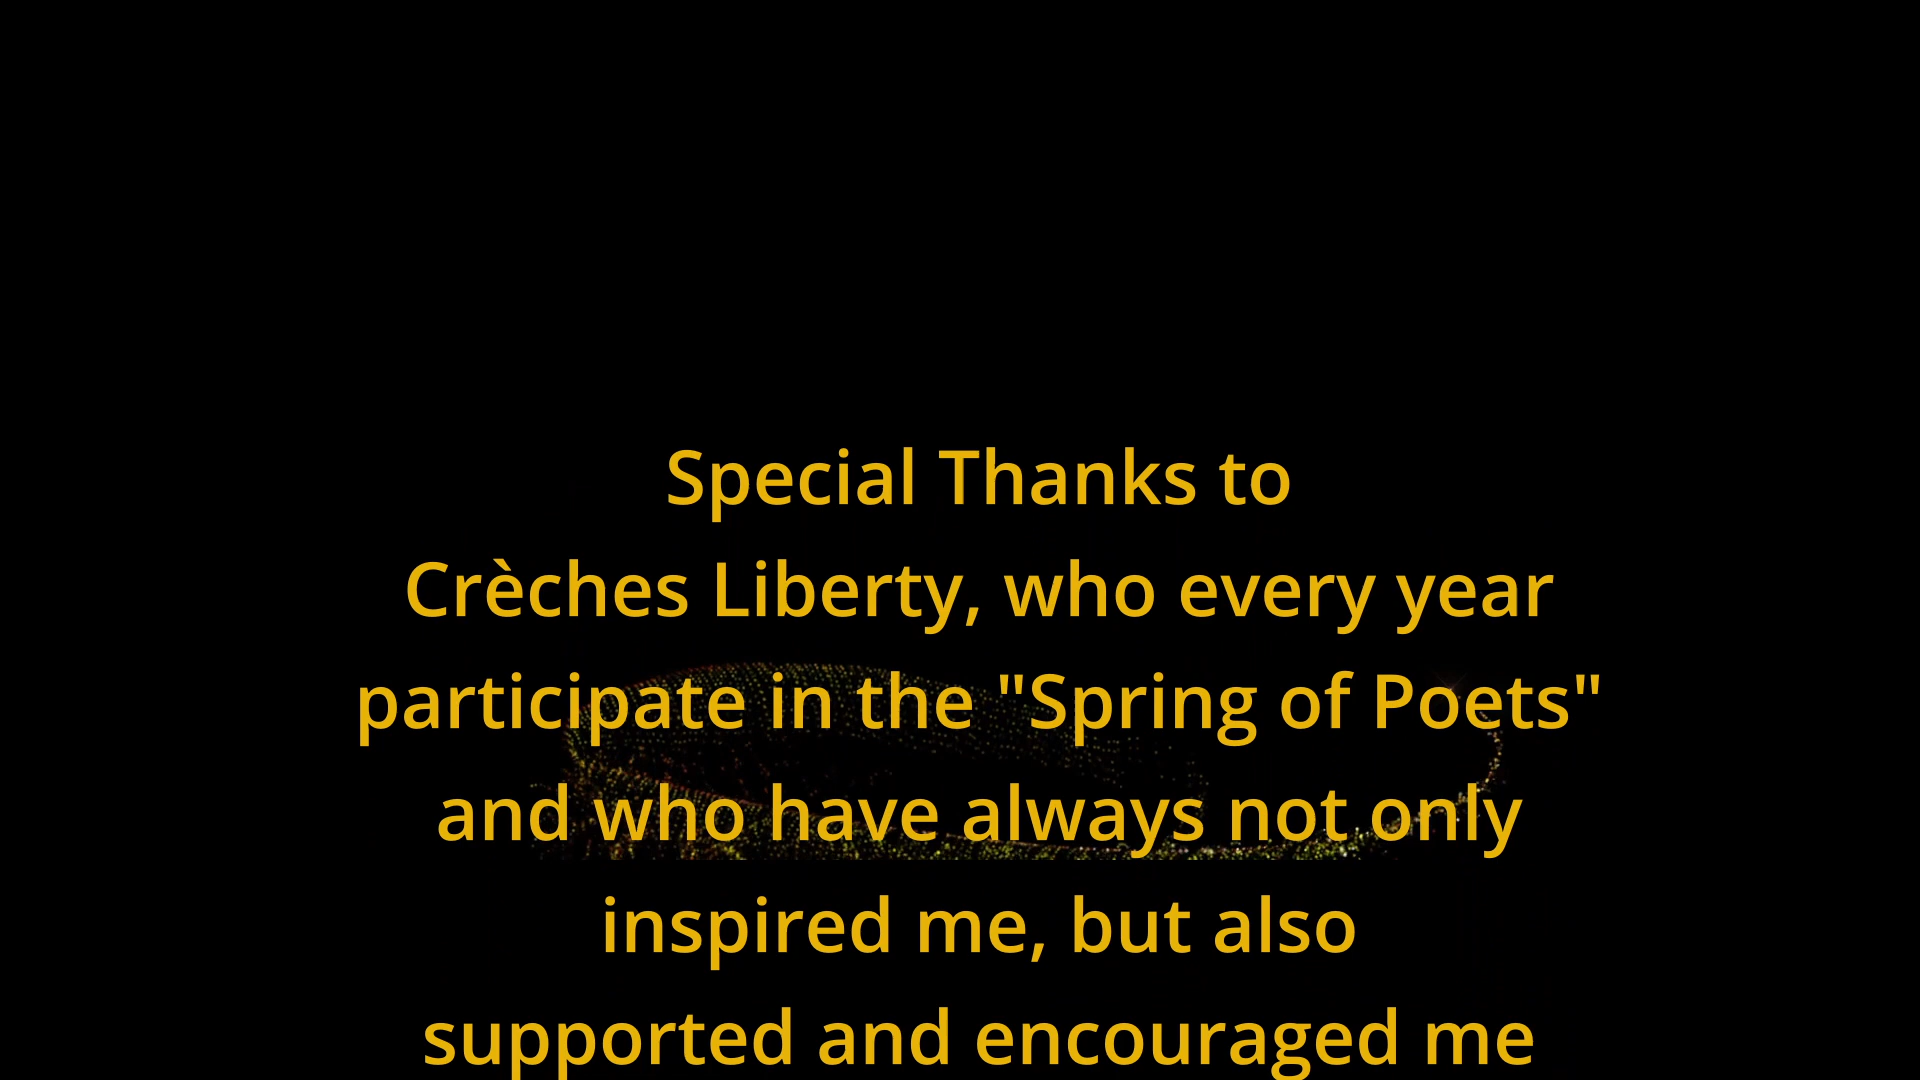 Special Thanks to
Crèches Liberty, who every year
participate in the "Spring of Poets"
and who have always not only
inspired me, but also
supported and encouraged me